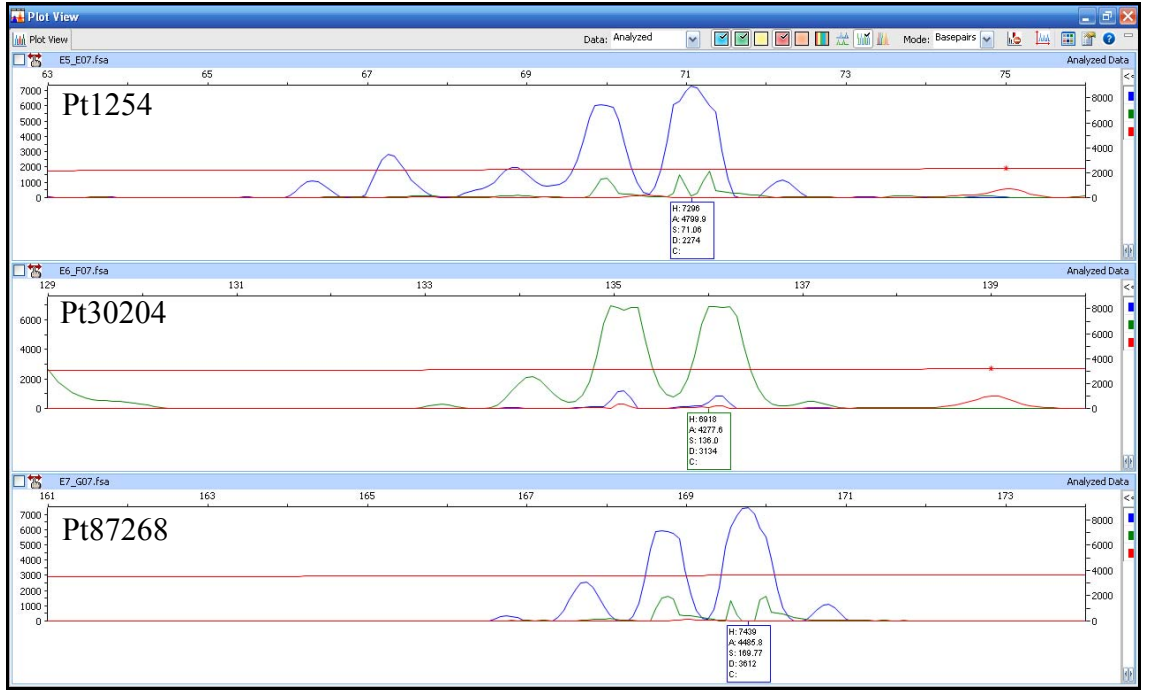 Plot View
Plot View Data: Analyzed Mode: Basepairs
E5_E07.fsa Analyzed Data
63 65 67 69 71 73 75
Pt1254
7000
6000
5000
4000
3000
2000
1000
0
8000
6000
4000
2000
0
H: 7296
A: 4799.9
S: 71.06
D: 2274
C:
E6_F07.fsa Analyzed Data
129 131 133 135 137 139
Pt30204
6000
4000
2000
0
8000
6000
4000
2000
0
H: 6918
A: 4277.6
S: 136.0
D: 3134
C:
E7_G07.fsa Analyzed Data
161 163 165 167 169 171 173
Pt87268
7000
6000
5000
4000
3000
2000
1000
0
8000
6000
4000
2000
0
H: 7439
A: 4485.8
S: 169.77
D: 3612
C: